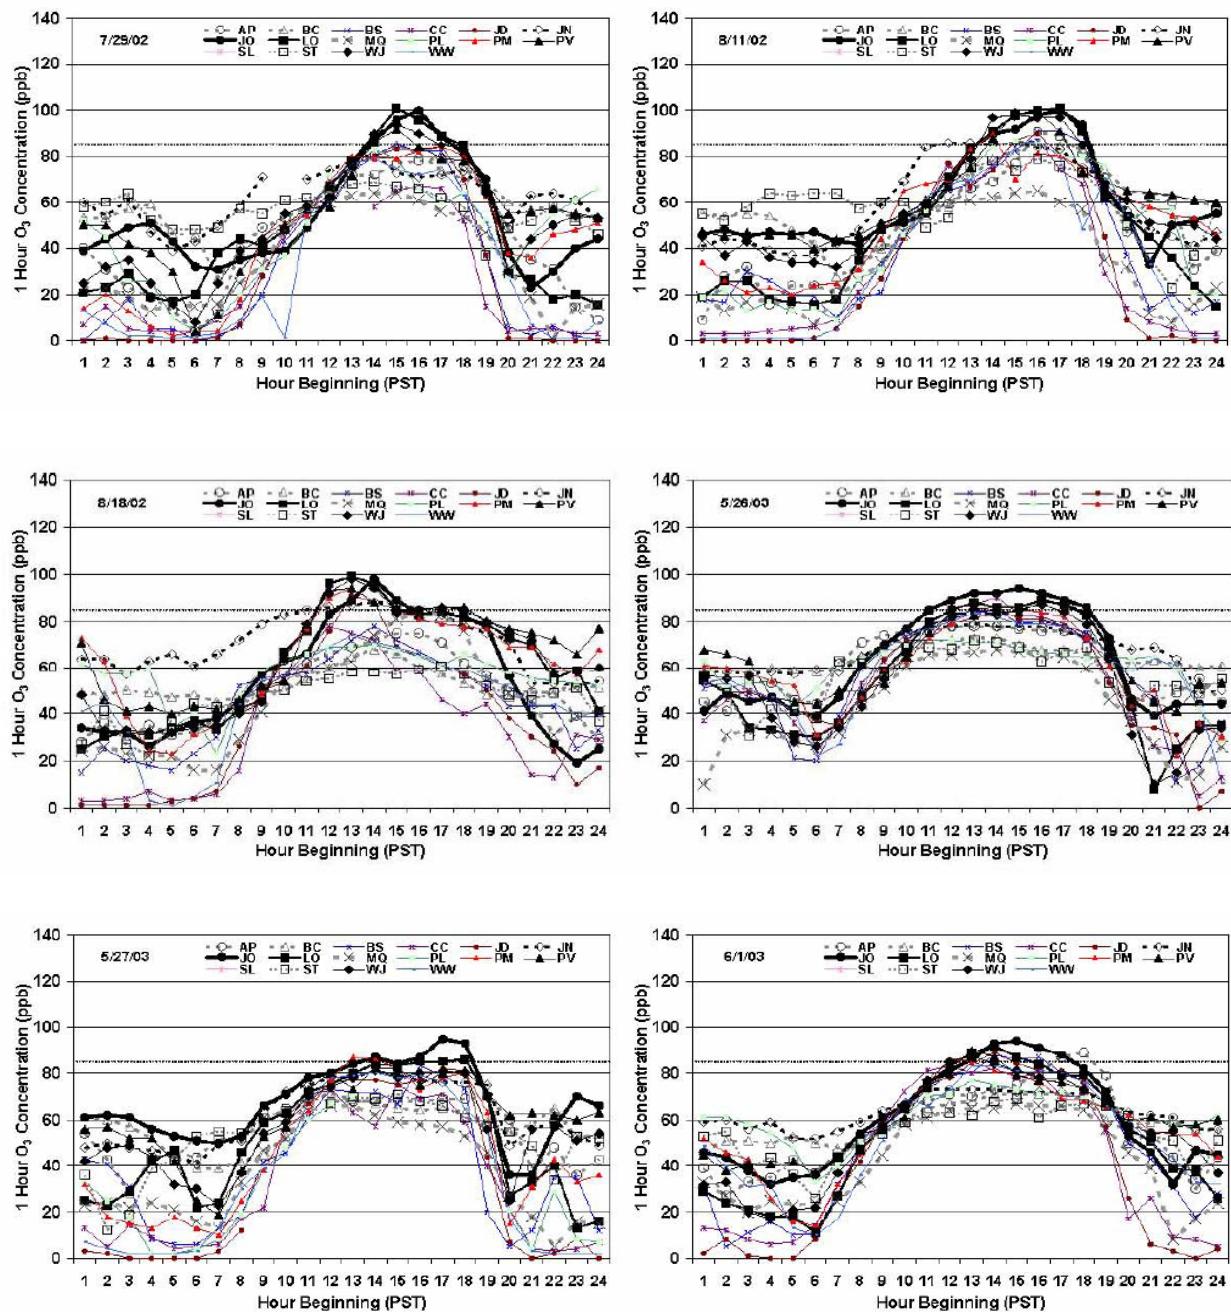 140
120
100
80
60
40
20
0
1 Hour O3 Concentration (ppb)
7/29/02
AP BC BS CC JD JN
JO LO MQ PL PM PV
SL ST WJ WW
1 2 3 4 5 6 7 8 9 10 11 12 13 14 15 16 17 18 19 20 21 22 23 24
Hour Beginning (PST)
140
120
100
80
60
40
20
0
1 Hour O3 Concentration (ppb)
8/11/02
AP BC BS CC JD JN
JO LO MQ PL PM PV
SL ST WJ WW
1 2 3 4 5 6 7 8 9 10 11 12 13 14 15 16 17 18 19 20 21 22 23 24
Hour Beginning (PST)
140
120
100
80
60
40
20
0
1 Hour O3 Concentration (ppb)
8/18/02
AP BC BS CC JD JN
JO LO MQ PL PM PV
SL ST WJ WW
1 2 3 4 5 6 7 8 9 10 11 12 13 14 15 16 17 18 19 20 21 22 23 24
Hour Beginning (PST)
140
120
100
80
60
40
20
0
1 Hour O3 Concentration (ppb)
5/26/03
AP BC BS CC JD JN
JO LO MQ PL PM PV
SL ST WJ WW
1 2 3 4 5 6 7 8 9 10 11 12 13 14 15 16 17 18 19 20 21 22 23 24
Hour Beginning (PST)
140
120
100
80
60
40
20
0
1 Hour O3 Concentration (ppb)
5/27/03
AP BC BS CC JD JN
JO LO MQ PL PM PV
SL ST WJ WW
1 2 3 4 5 6 7 8 9 10 11 12 13 14 15 16 17 18 19 20 21 22 23 24
Hour Beginning (PST)
140
120
100
80
60
40
20
0
1 Hour O3 Concentration (ppb)
6/1/03
AP BC BS CC JD JN
JO LO MQ PL PM PV
SL ST WJ WW
1 2 3 4 5 6 7 8 9 10 11 12 13 14 15 16 17 18 19 20 21 22 23 24
Hour Beginning (PST)